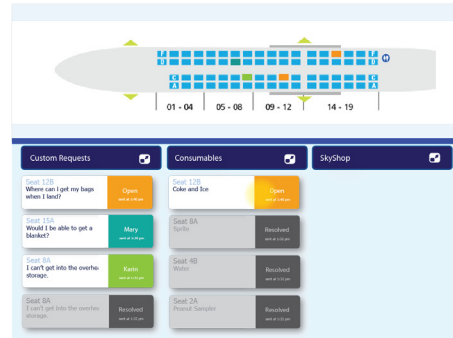 F
D
C
A
F
D
C
A
01 - 04
05 - 08
09 - 12
14 - 19
Custom Requests
Consumables
SkyShop
Seat 12B
Where can I get my bags
when I land?
Open
Seat 12B
Coke and Ice
Open
Seat 15A
Would I be able to get a
blanket?
Mary
Seat 8A
Sprite
Resolved
Seat 8A
I can't get into the overhe
storage.
Karin
Seat 4B
Water
Resolved
Seat 8A
I can't get into the overhe
storage.
Resolved
Seat 2A
Peanut Sampler
Resolved